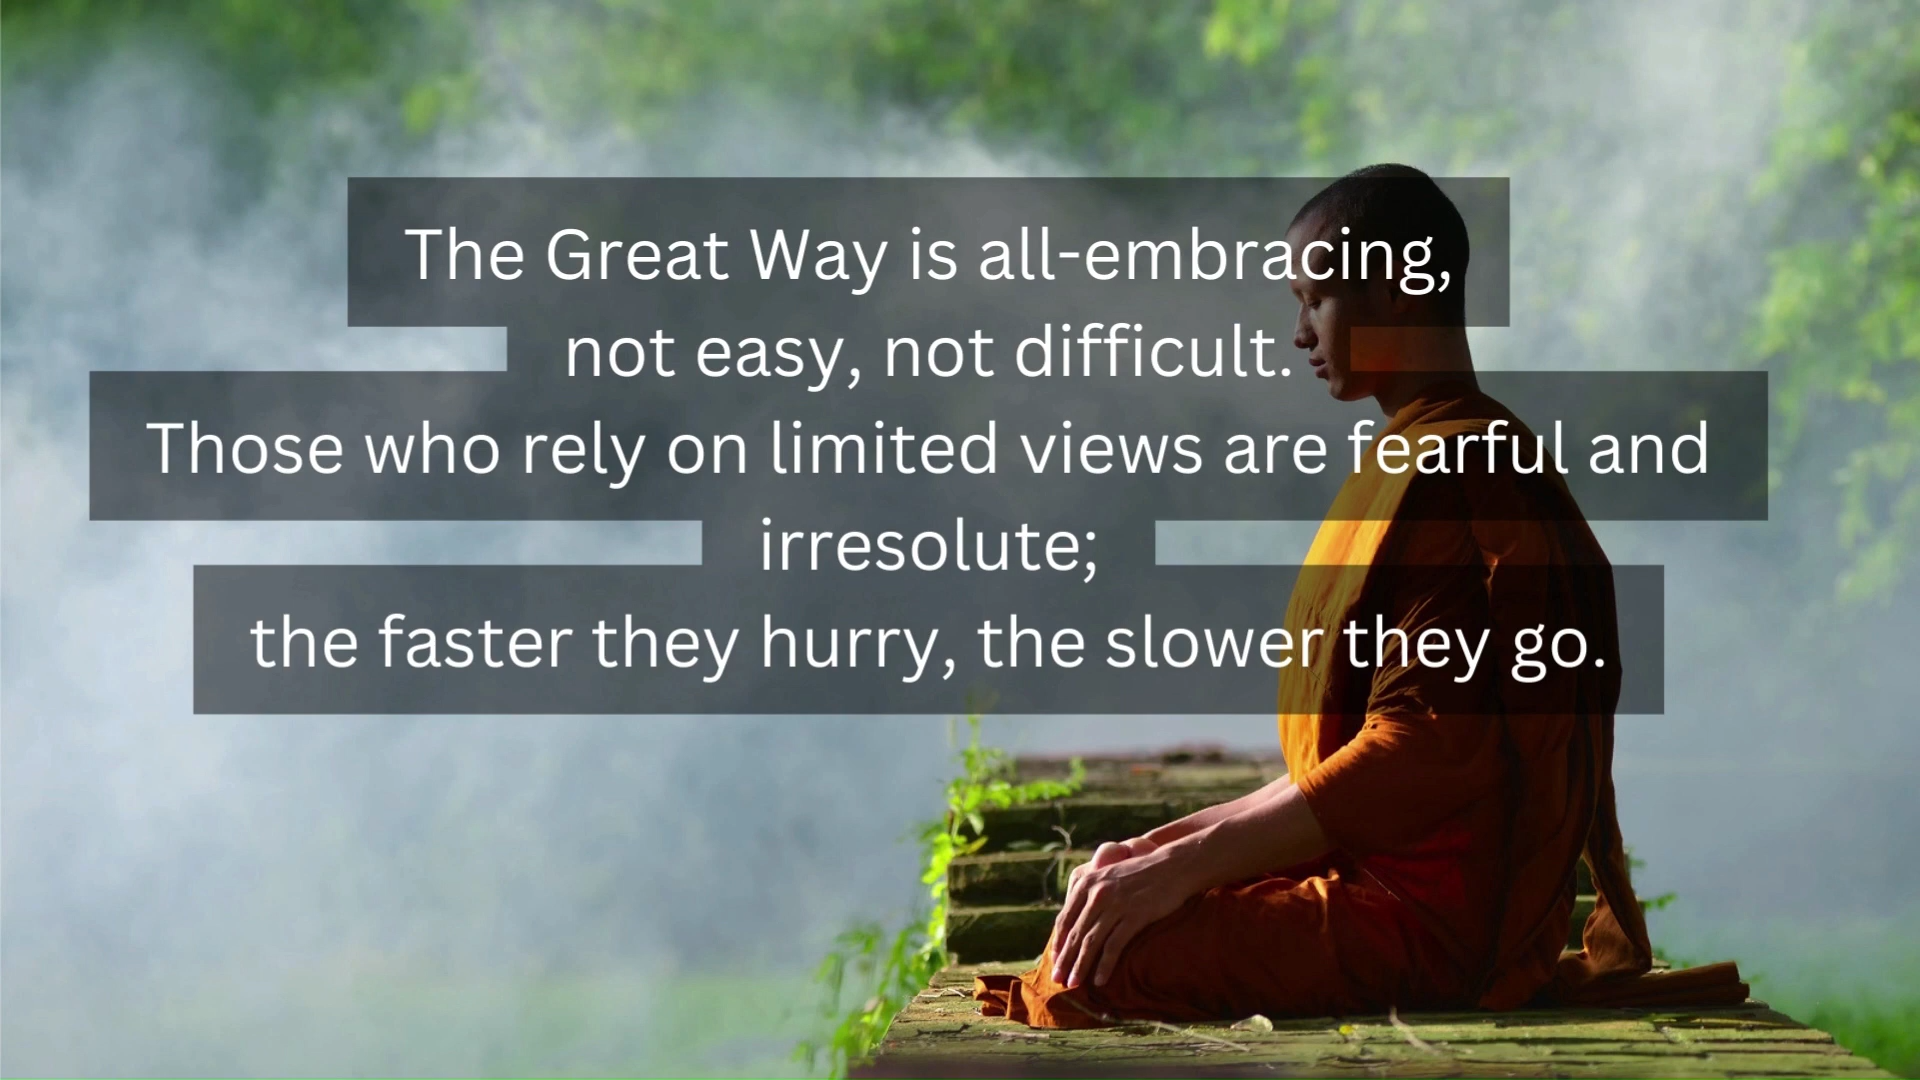 The Great Way is all-embracing,
not easy, not difficult.
Those who rely on limited views are fearful and
irresolute;
the faster they hurry, the slower they go.